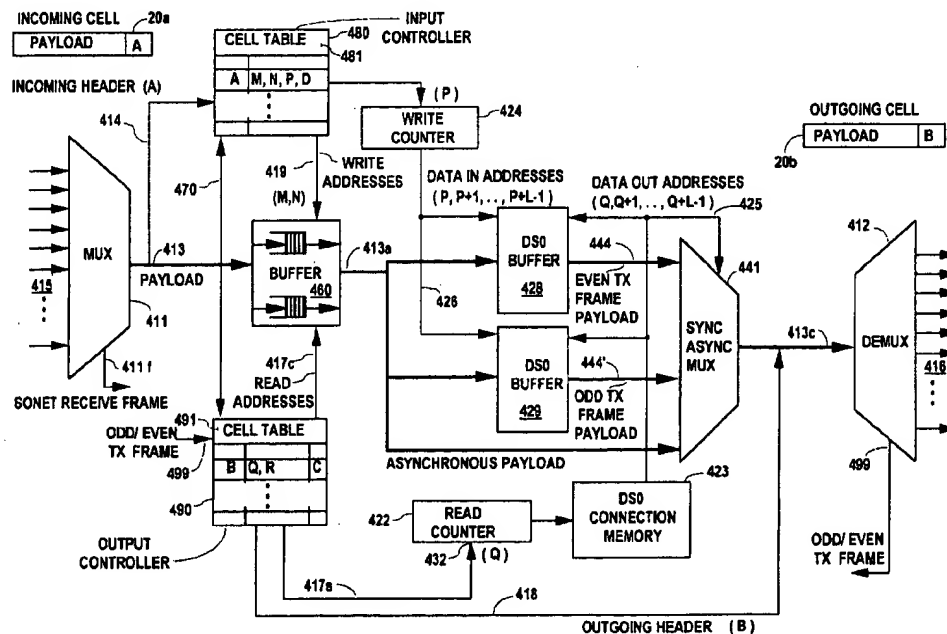 INCOMING CELL
20a
PAYLOAD A
INPUT CONTROLLER
CELL TABLE
480
481
A M, N, P, D
INCOMING HEADER (A)
414
(P)
WRITE COUNTER
424
OUTGOING CELL
PAYLOAD B
20b
470
419
WRITE ADDRESSES
(M,N)
DATA IN ADDRESSES
(P, P+1, . . , P+L-1)
DATA OUT ADDRESSES
(Q,Q+1, . . , Q+L-1)
425
412
MUX
413
PAYLOAD
413a
BUFFER
460
DS0 BUFFER
428
444
EVEN TX FRAME PAYLOAD
441
415
411
426
SYNC ASYNC MUX
413c
DEMUX
411 f
SONET RECEIVE FRAME
417c
READ ADDRESSES
DS0 BUFFER
429
444'
ODD TX FRAME PAYLOAD
416
491
CELL TABLE
ODD/ EVEN TX FRAME
499
B Q, R C
490
ASYNCHRONOUS PAYLOAD
423
499
422
READ COUNTER
432
(Q)
DS0 CONNECTION MEMORY
OUTPUT CONTROLLER
417a
418
ODD/ EVEN TX FRAME
OUTGOING HEADER (B)